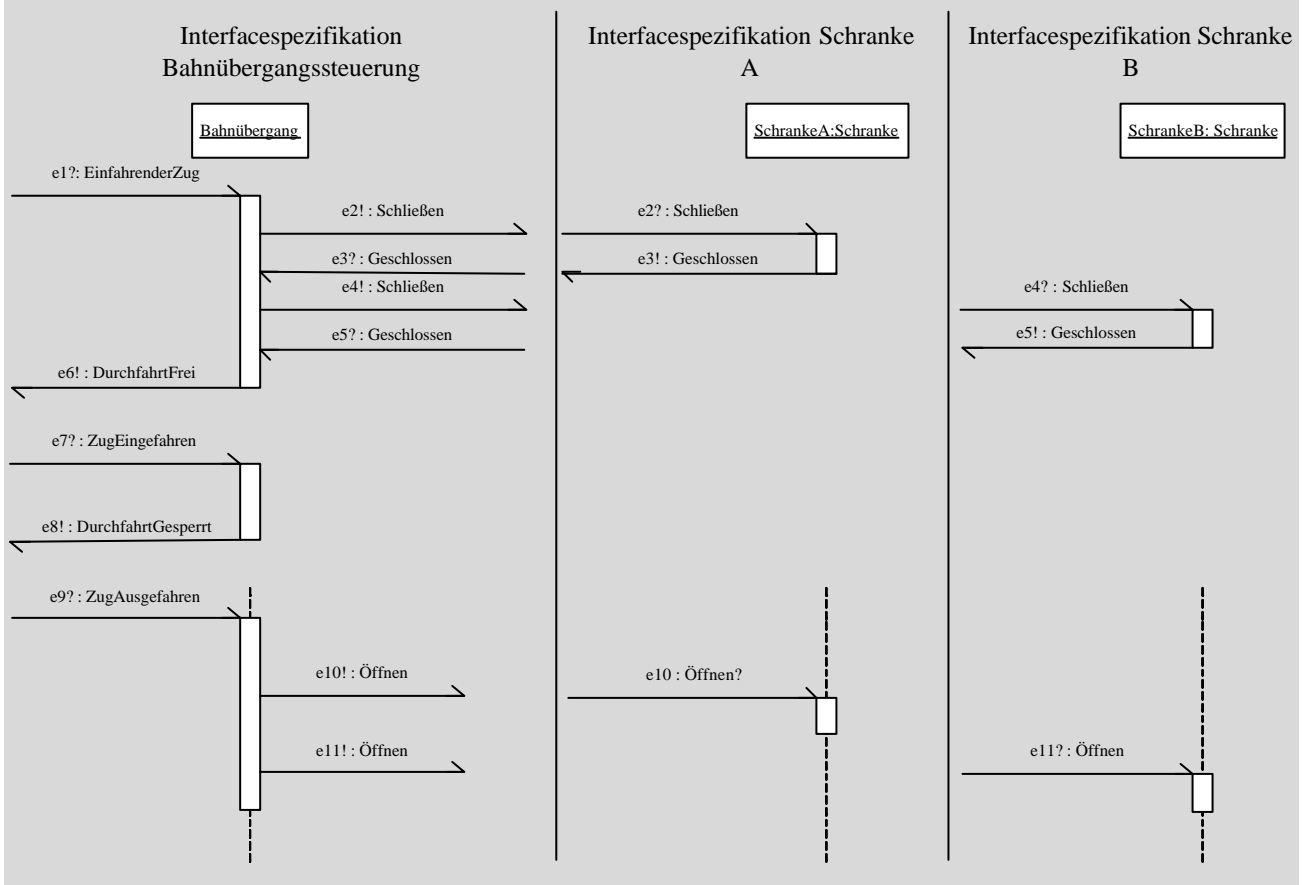 Interfacespezifikation
Bahnübergangssteuerung
Interfacespezifikation Schranke
A
Interfacespezifikation Schranke
B
Bahnübergang
SchrankeA:Schranke
SchrankeB: Schranke
e1?: EinfahrenderZug
e2! : Schließen
e2? : Schließen
e3? : Geschlossen
e3! : Geschlossen
e4! : Schließen
e4? : Schließen
e5? : Geschlossen
e5! : Geschlossen
e6! : DurchfahrtFrei
e7? : ZugEingefahren
e8! : DurchfahrtGesperrt
e9? : ZugAusgefahren
e10! : Öffnen
e10 : Öffnen?
e11! : Öffnen
e11? : Öffnen